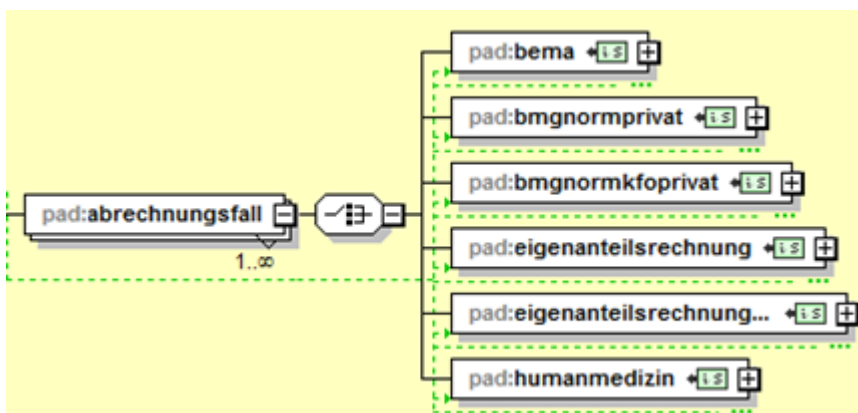 pad:bema
pad:bmgnormprivat
pad:bmgnormkfoprivat
pad:abrechnungsfall
1..∞
pad:eigenanteilsrechnung
pad:eigenanteilsrechnung...
pad:humanmedizin